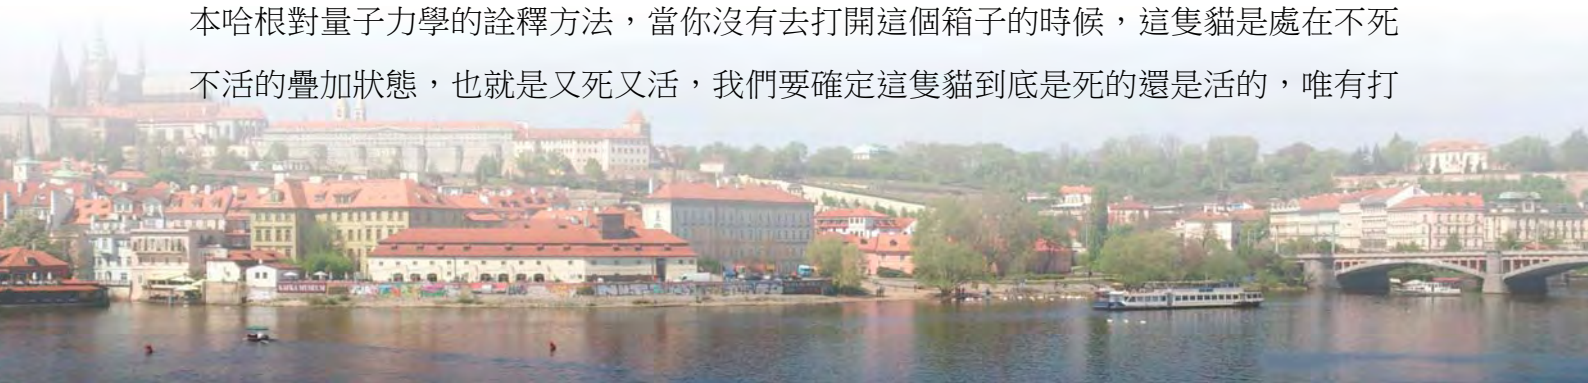 本哈根對量子力學的詮釋方法，當你沒有去打開這個箱子的時候，這隻貓是處在不死
不活的疊加狀態，也就是又死又活，我們要確定這隻貓到底是死的還是活的，唯有打
KAFKA MUSEUM